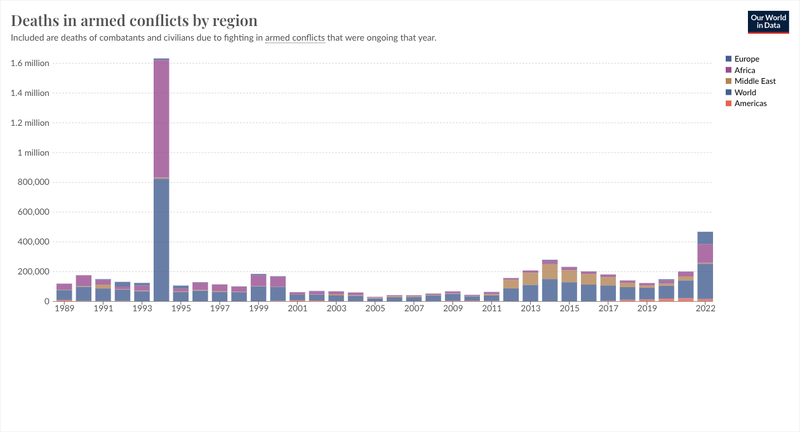 Deaths in armed conflicts by region
Included are deaths of combatants and civilians due to fighting in armed conflicts that were ongoing that year.
Our World
in Data
1.6 million
1.4 million
1.2 million
1 million
800,000
600,000
400,000
200,000
0
1989
1991
1993
1995
1997
1999
2001
2003
2005
2007
2009
2011
2013
2015
2017
2019
2022
Europe
Africa
Middle East
World
Americas